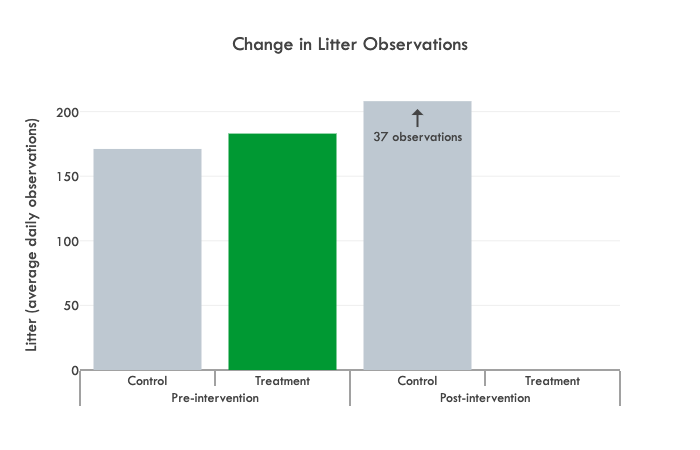 Change in Litter Observations
Litter (average daily observations)
200
150
100
50
0
37 observations
Control
Treatment
Control
Treatment
Pre-intervention
Post-intervention